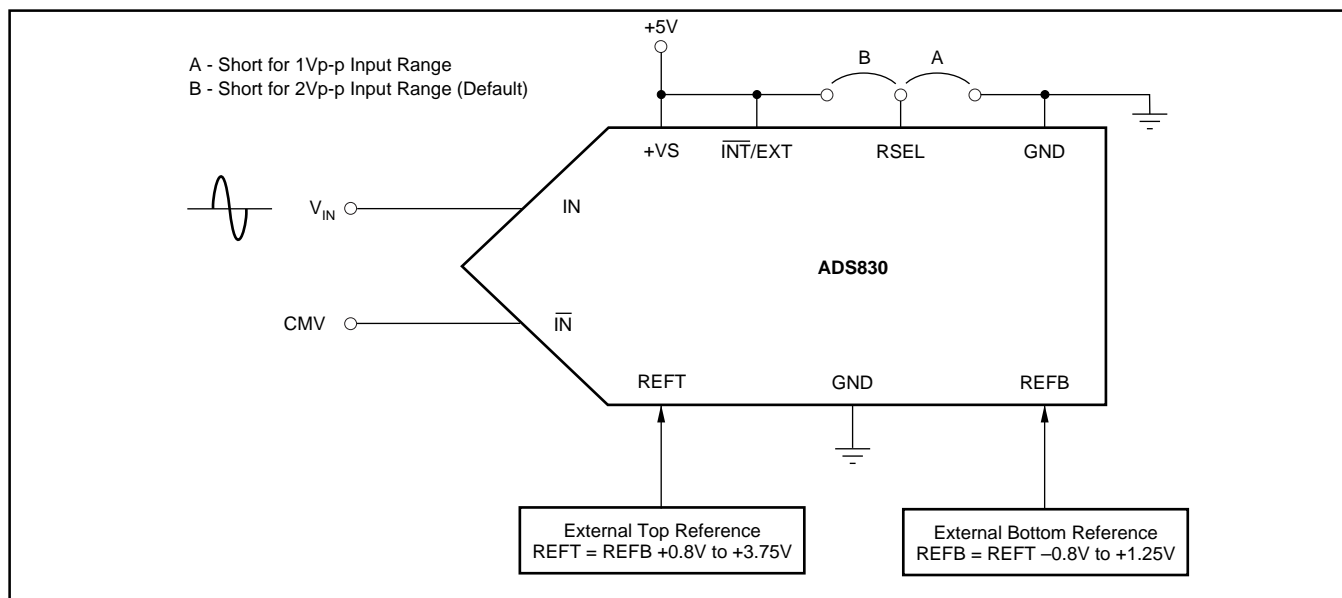 A - Short for 1Vp-p Input Range
B - Short for 2Vp-p Input Range (Default)
+5V
B
A
+VS
I̅N̅T̅/EXT
RSEL
GND
V_IN
IN
ADS830
CMV
I̅N̅
REFT
GND
REFB
External Top Reference
REFT = REFB +0.8V to +3.75V
External Bottom Reference
REFB = REFT –0.8V to +1.25V